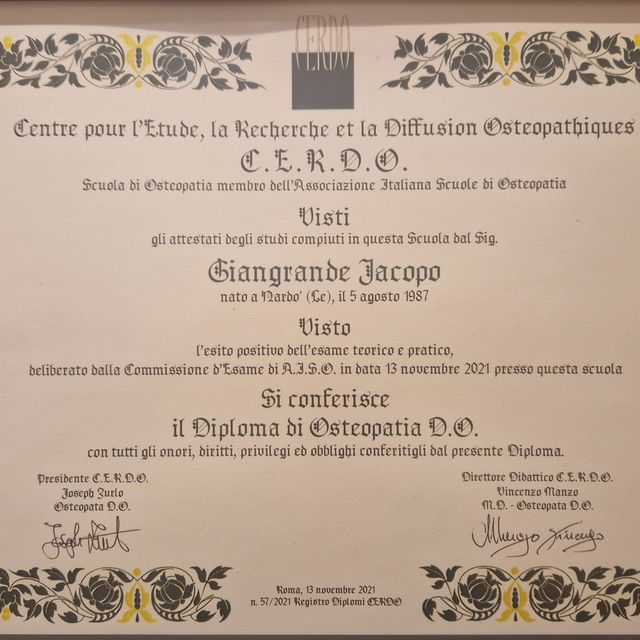 CERDO
Centre pour l'Etude, la Recherche et la Diffusion Osteopathiques
C.E.R.D.O.
Scuola di Osteopatia membro dell'Associazione Italiana Scuole di Osteopatia
Visti
gli attestati degli studi compiuti in questa Scuola dal Sig.
Giangrande Jacopo
nato a Nardo' (Le), il 5 agosto 1987
Visto
l'esito positivo dell'esame teorico e pratico,
deliberato dalla Commissione d'Esame di A.I.S.O. in data 13 novembre 2021 presso questa scuola
Si conferisce
il Diploma di Osteopatia D.O.
con tutti gli onori, diritti, privilegi ed obblighi conferitigli dal presente Diploma.
Presidente C.E.R.D.O.
Joseph Zurlo
Osteopata D.O.
Direttore Didattico C.E.R.D.O.
Vincenzo Manzo
M.D. - Osteopata D.O.
Roma, 13 novembre 2021
n. 57/2021 Registro Diplomi CERDO